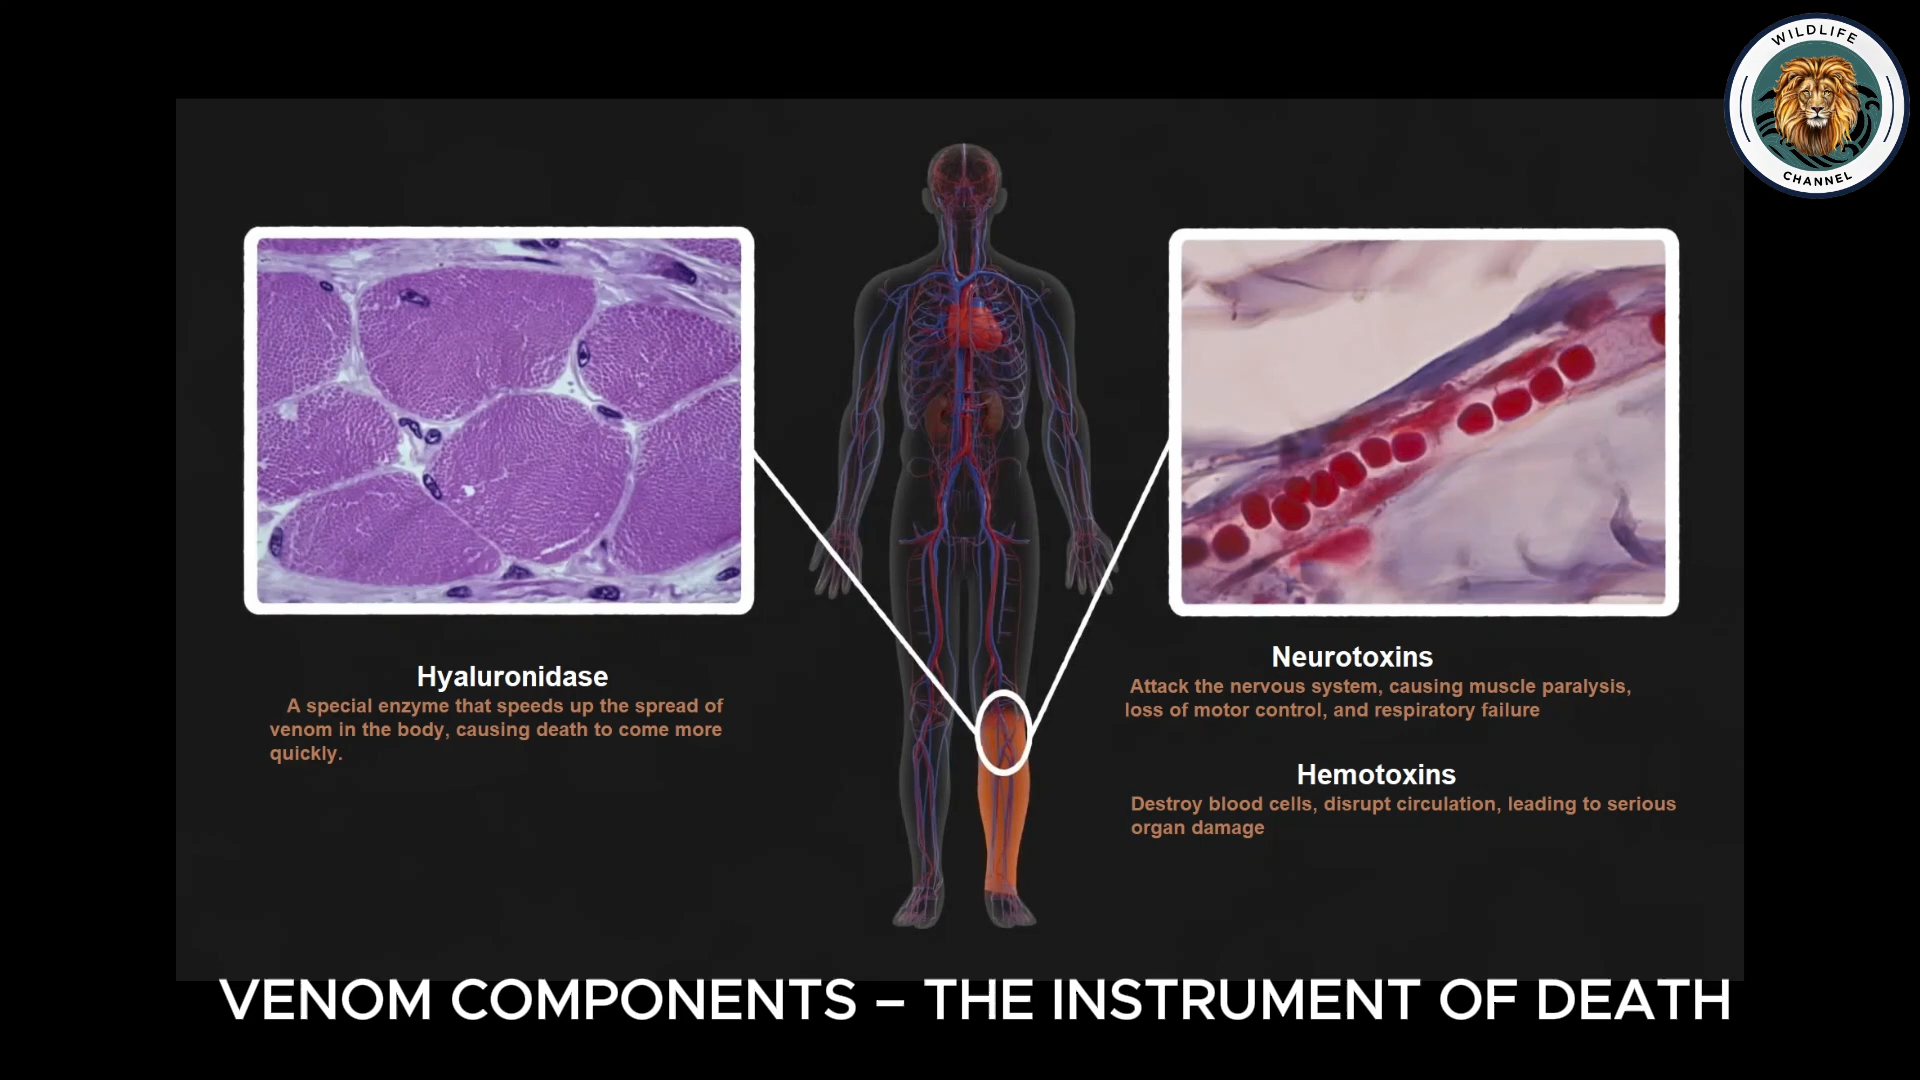 WILDLIFE
CHANNEL
Hyaluronidase
A special enzyme that speeds up the spread of
venom in the body, causing death to come more
quickly.
Neurotoxins
Attack the nervous system, causing muscle paralysis,
loss of motor control, and respiratory failure
Hemotoxins
Destroy blood cells, disrupt circulation, leading to serious
organ damage
VENOM COMPONENTS – THE INSTRUMENT OF DEATH